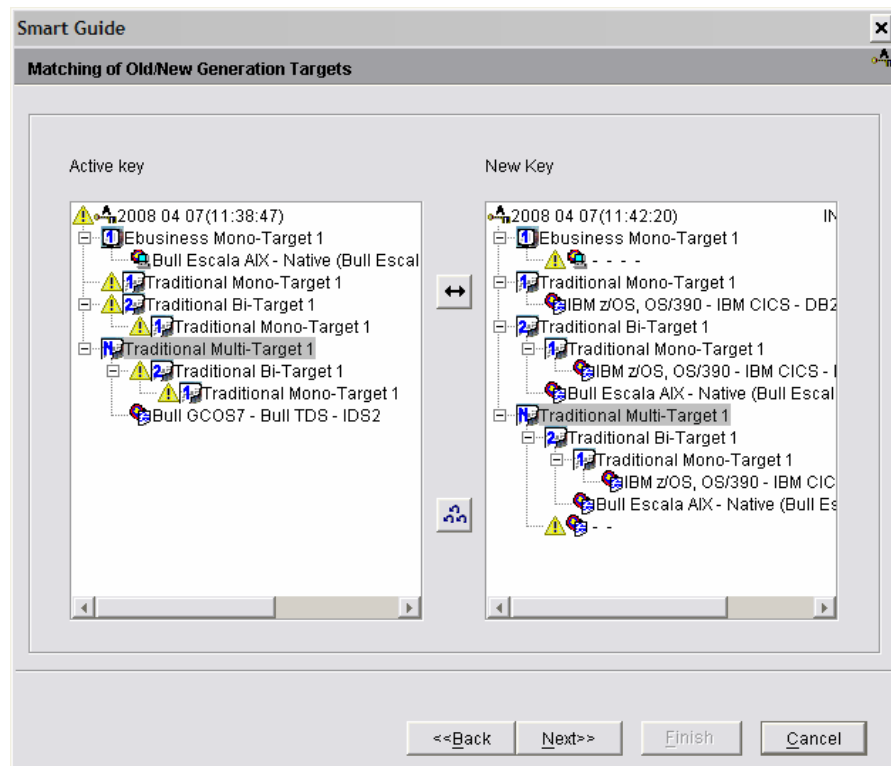 Smart Guide
Matching of Old/New Generation Targets
Active key
2008 04 07(11:38:47)
Ebusiness Mono-Target 1
Bull Escala AIX - Native (Bull Escal
Traditional Mono-Target 1
Traditional Bi-Target 1
Traditional Mono-Target 1
Traditional Multi-Target 1
Traditional Bi-Target 1
Traditional Mono-Target 1
Bull GCOS7 - Bull TDS - IDS2
New Key
2008 04 07(11:42:20) IN
Ebusiness Mono-Target 1
- - - -
Traditional Mono-Target 1
IBM z/OS, OS/390 - IBM CICS - DB2
Traditional Bi-Target 1
Traditional Mono-Target 1
IBM z/OS, OS/390 - IBM CICS - I
Bull Escala AIX - Native (Bull Escal
Traditional Multi-Target 1
Traditional Bi-Target 1
Traditional Mono-Target 1
IBM z/OS, OS/390 - IBM CIC
Bull Escala AIX - Native (Bull Es
- -
<<Back Next>> Finish Cancel